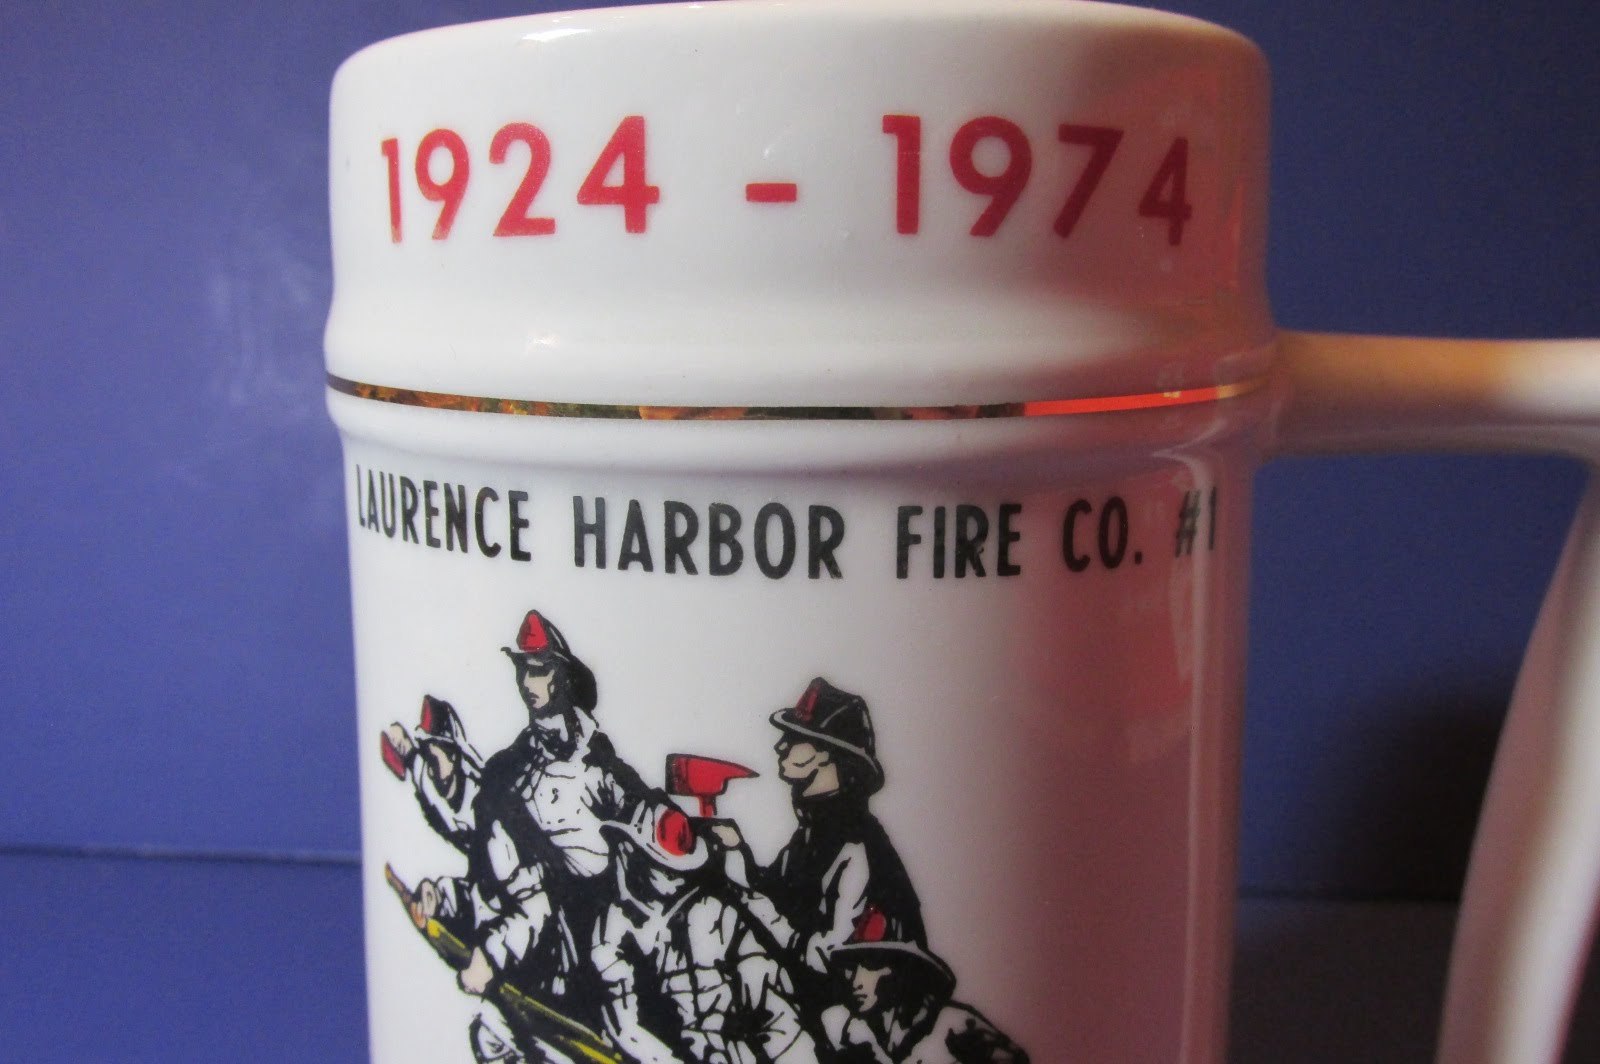 1924 - 1974
LAURENCE HARBOR FIRE CO. #1